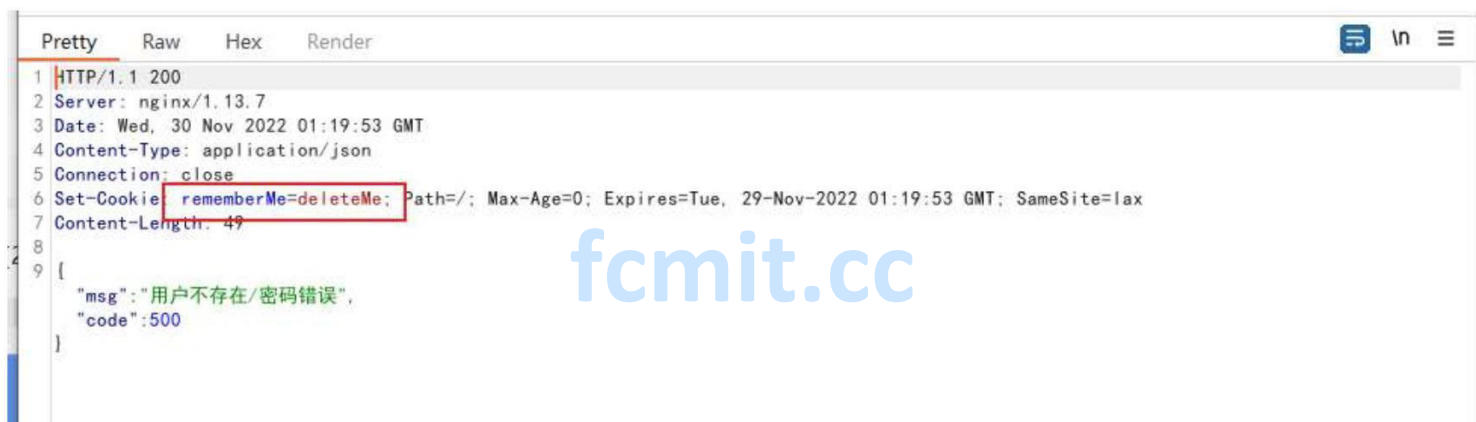 Pretty Raw Hex Render \n
1 HTTP/1.1 200
2 Server: nginx/1.13.7
3 Date: Wed, 30 Nov 2022 01:19:53 GMT
4 Content-Type: application/json
5 Connection: close
6 Set-Cookie: rememberMe=deleteMe; Path=/; Max-Age=0; Expires=Tue, 29-Nov-2022 01:19:53 GMT; SameSite=lax
7 Content-Length: 49
8
9 {
"msg":"用户不存在/密码错误",
"code":500
}
fcmit.cc